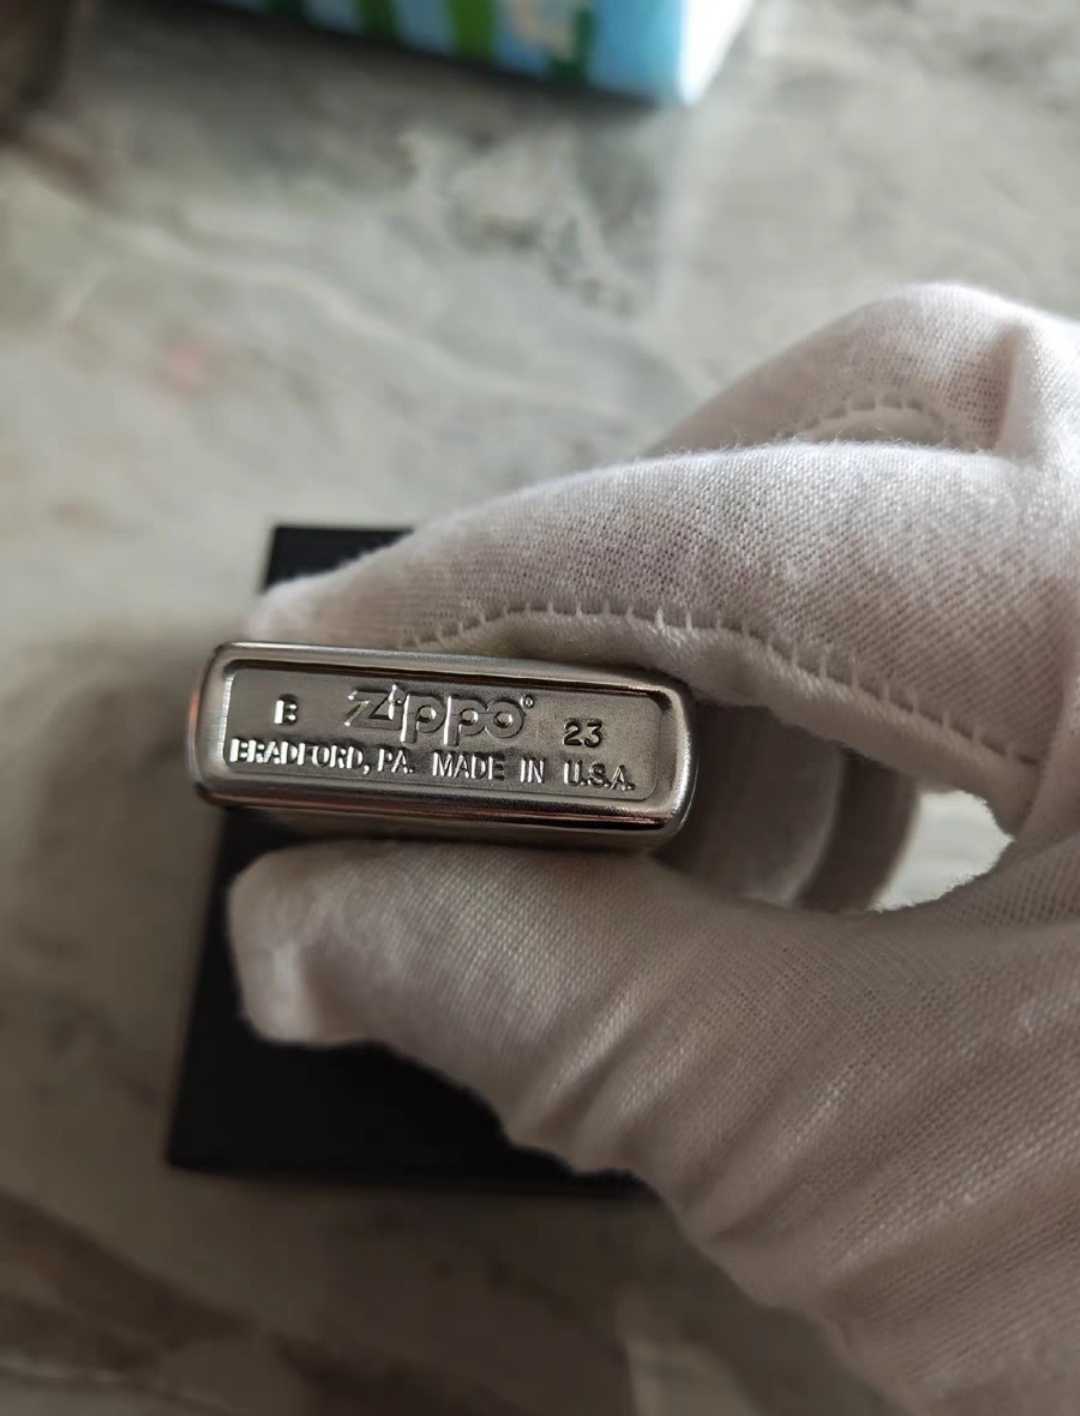 B Zippo® 23
BRADFORD, PA. MADE IN U.S.A.